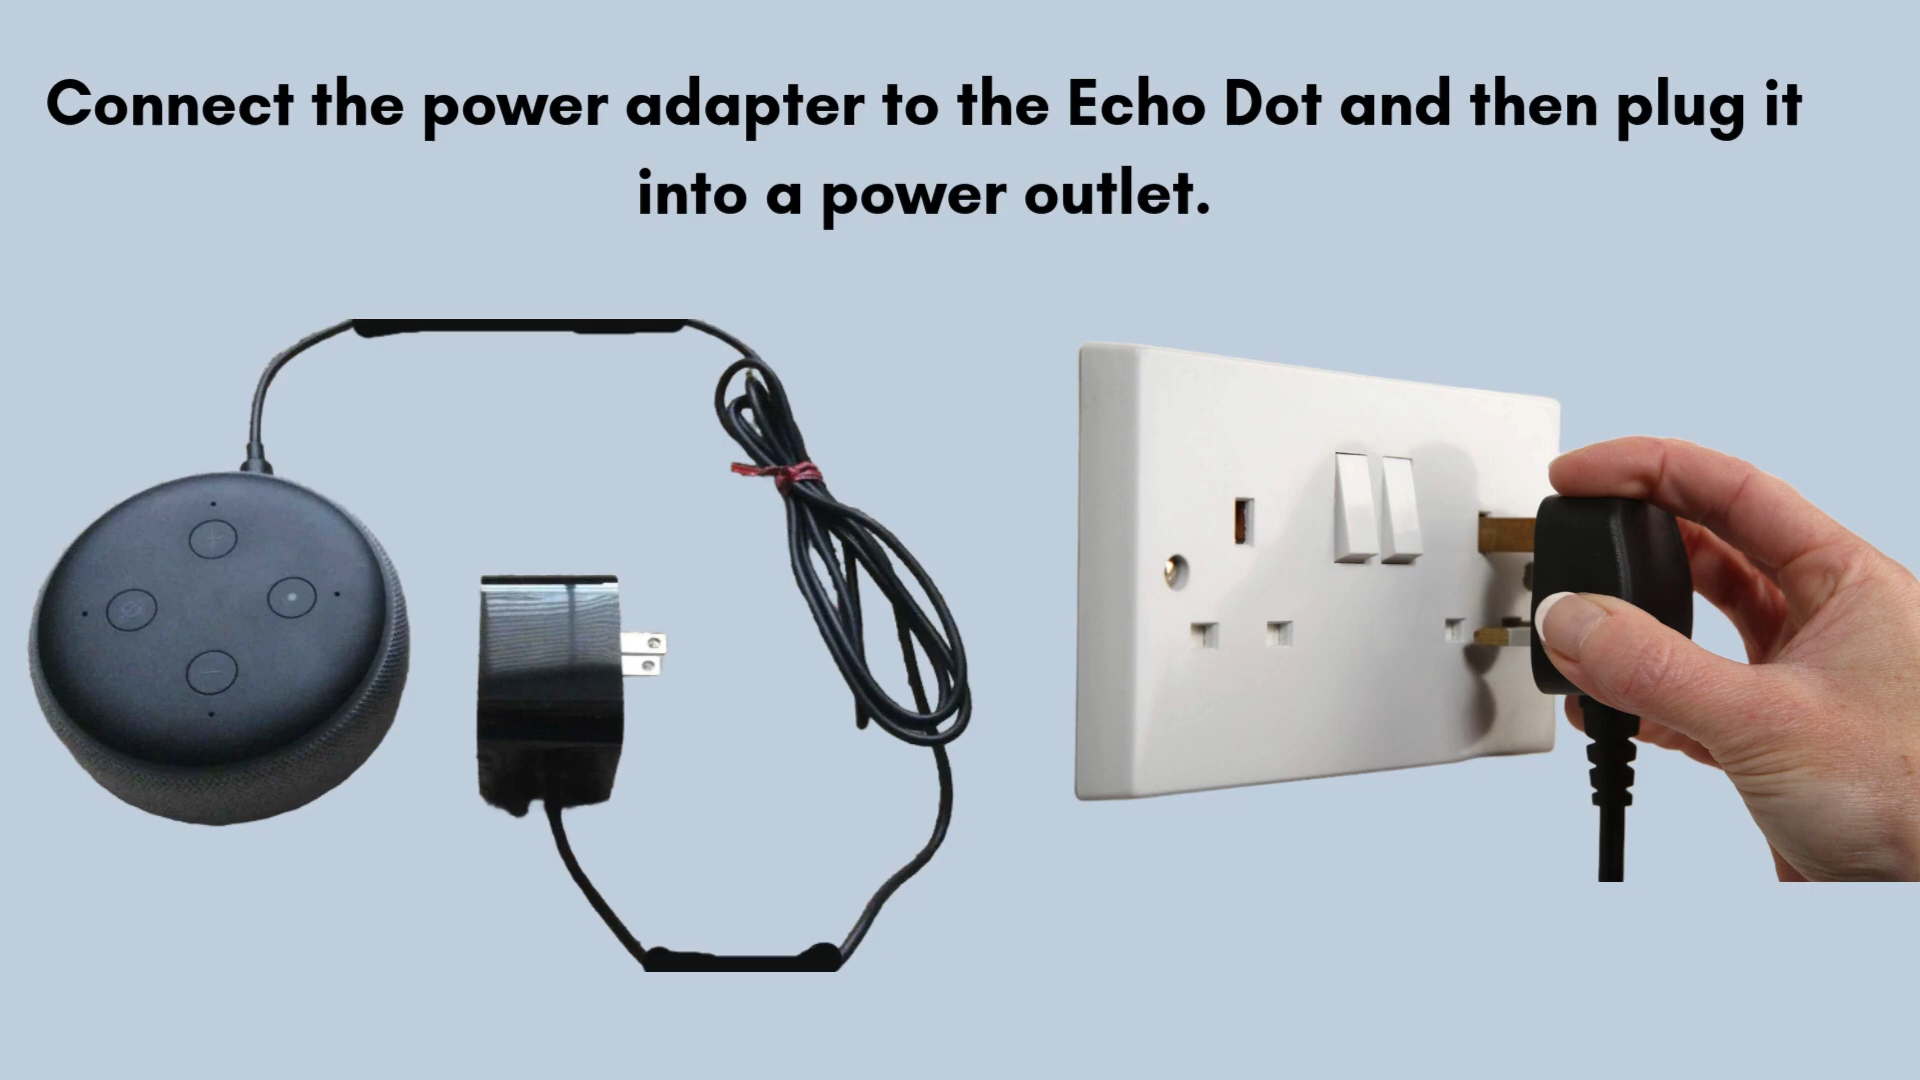 Connect the power adapter to the Echo Dot and then plug it
into a power outlet.